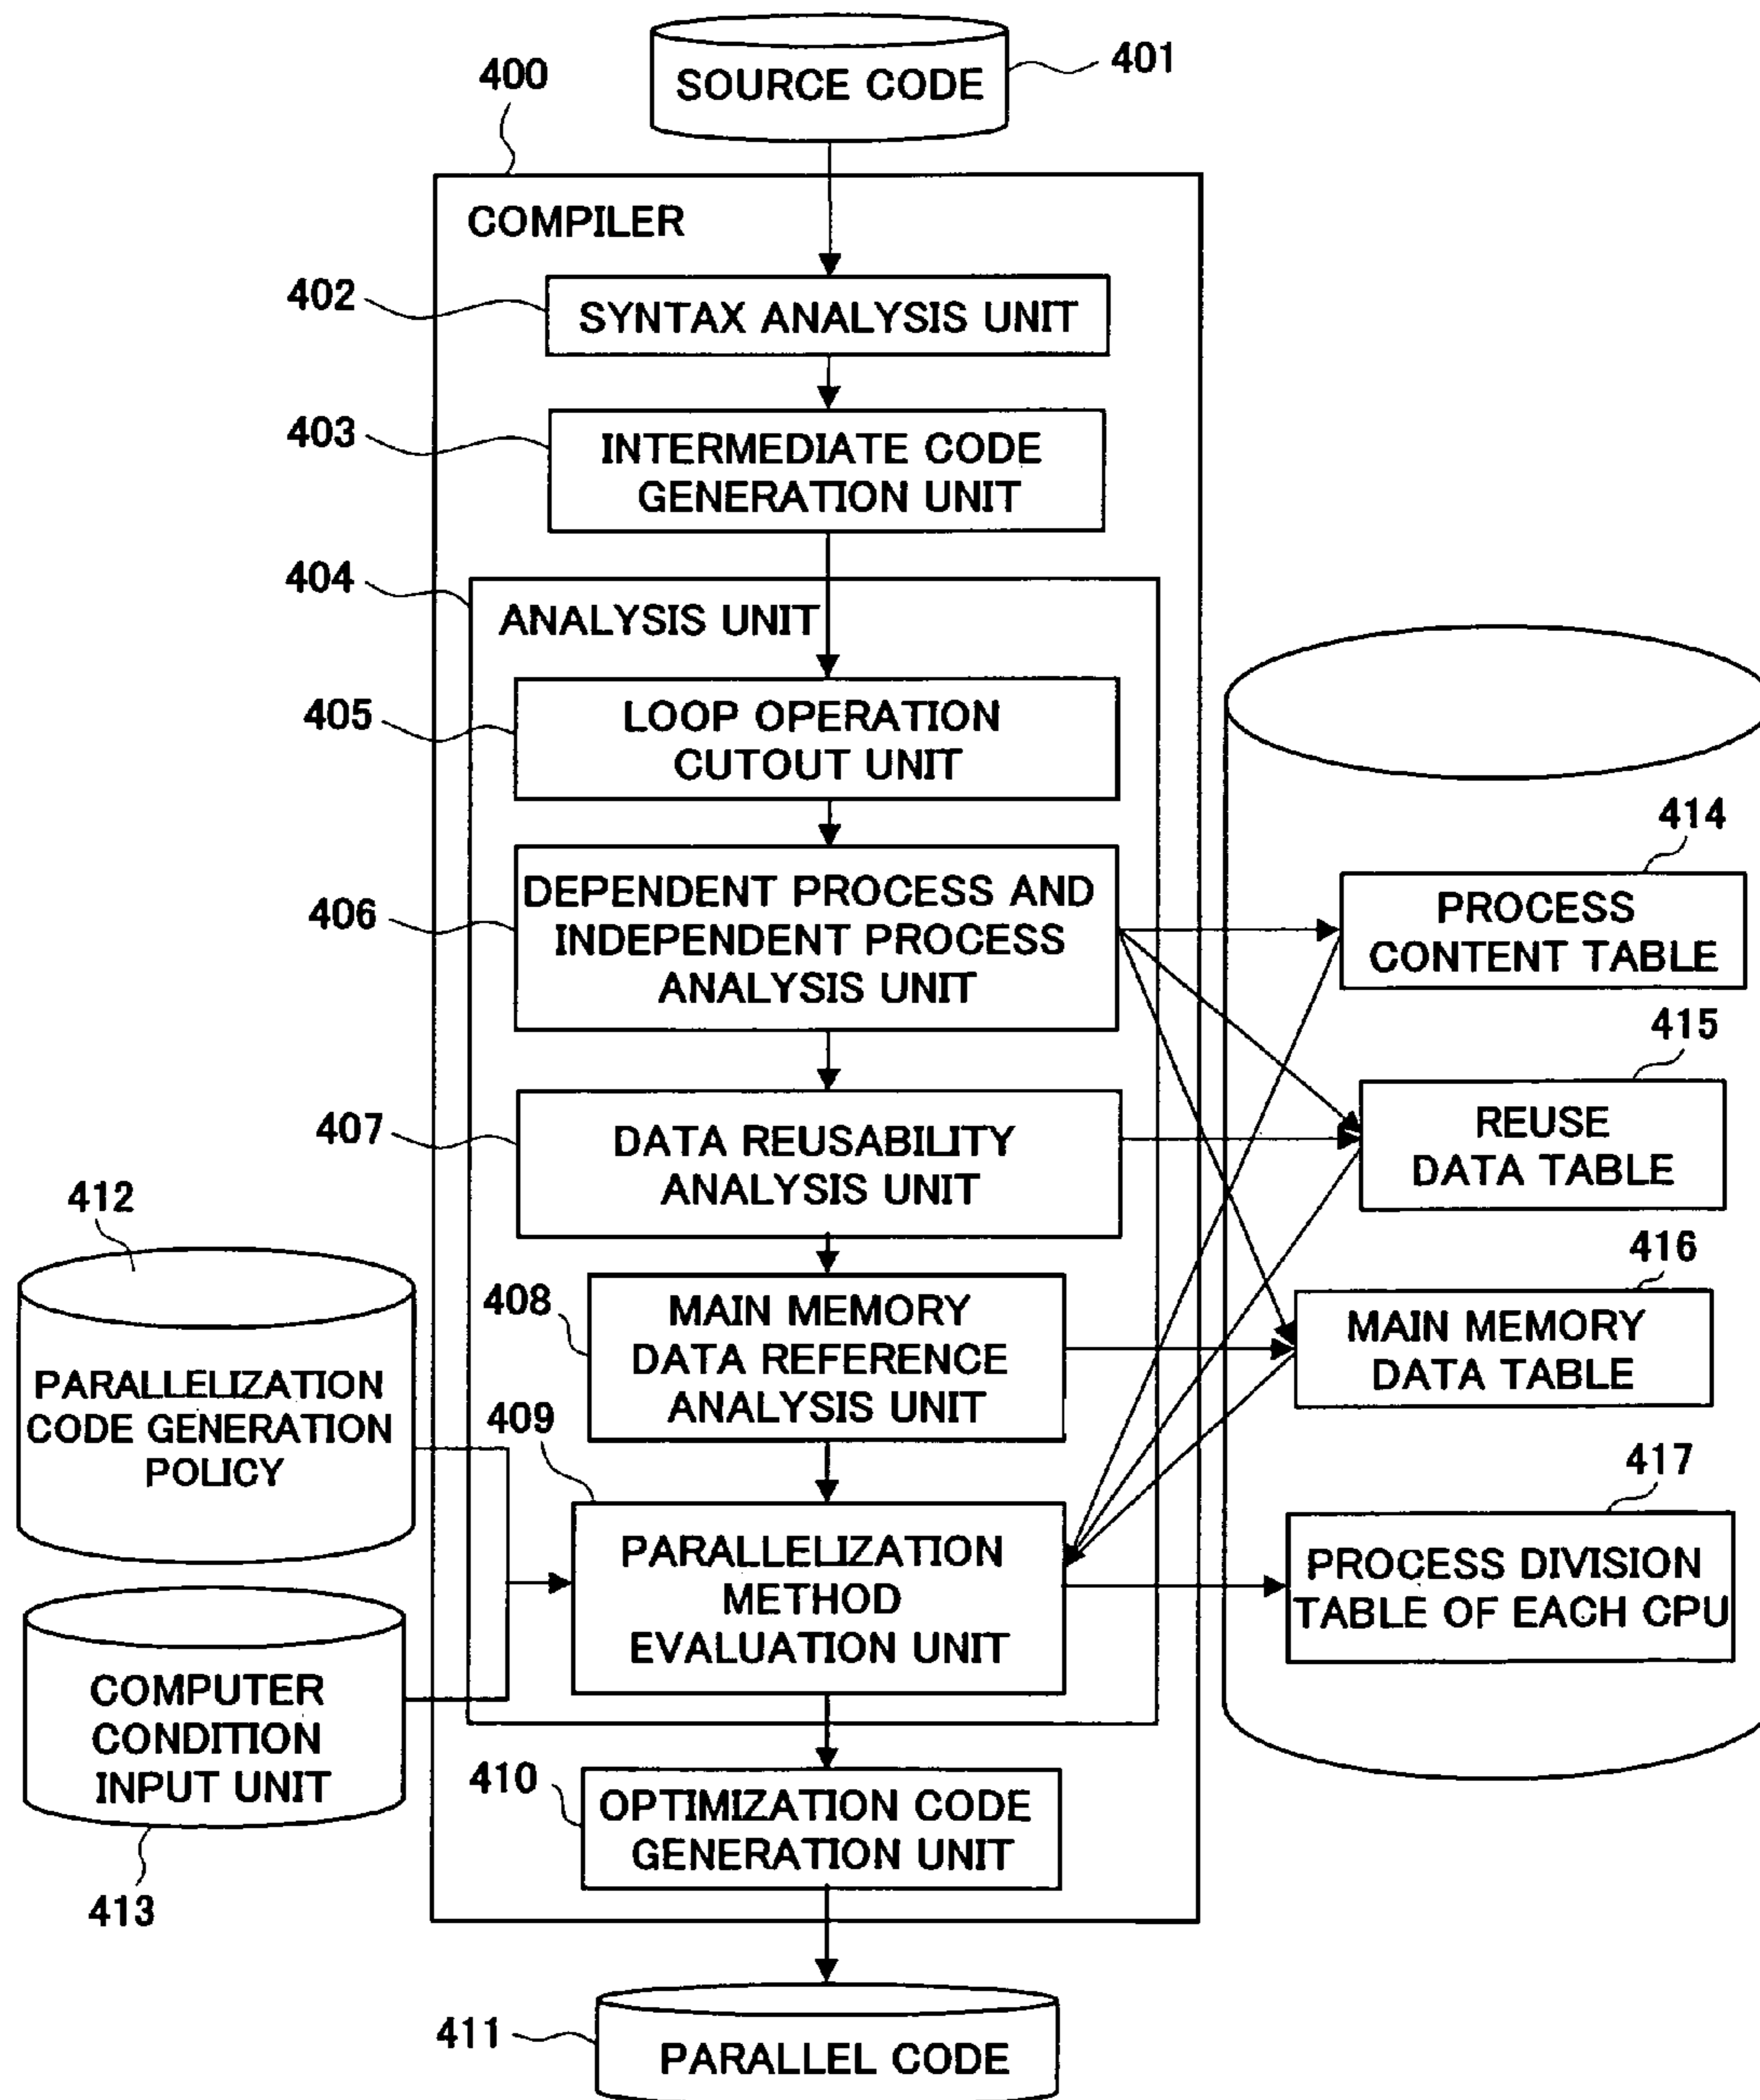 401
SOURCE CODE
400
COMPILER
402
SYNTAX ANALYSIS UNIT
403
INTERMEDIATE CODE
GENERATION UNIT
404
ANALYSIS UNIT
405
LOOP OPERATION
CUTOUT UNIT
406
DEPENDENT PROCESS AND
INDEPENDENT PROCESS
ANALYSIS UNIT
414
PROCESS
CONTENT TABLE
407
DATA REUSABILITY
ANALYSIS UNIT
415
REUSE
DATA TABLE
412
PARALLELIZATION
CODE GENERATION
POLICY
408
MAIN MEMORY
DATA REFERENCE
ANALYSIS UNIT
416
MAIN MEMORY
DATA TABLE
409
PARALLELIZATION
METHOD
EVALUATION UNIT
417
PROCESS DIVISION
TABLE OF EACH CPU
COMPUTER
CONDITION
INPUT UNIT
413
410
OPTIMIZATION CODE
GENERATION UNIT
411
PARALLEL CODE